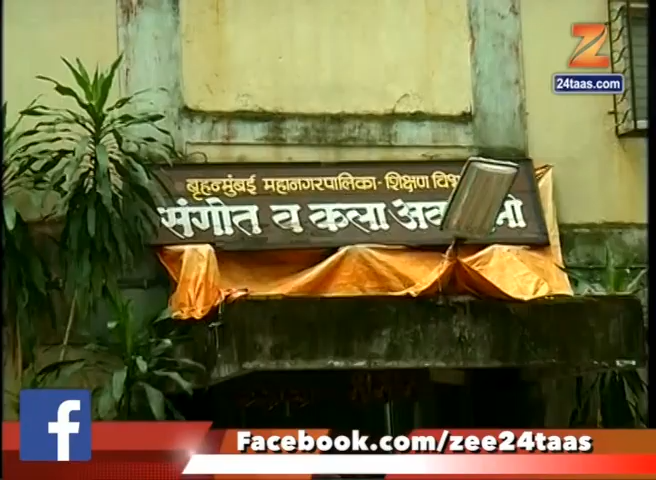 24taas.com
बृहन्मुंबई महानगरपालिका-शिक्षण
संगीत व कला
Facebook.com/zee24taas